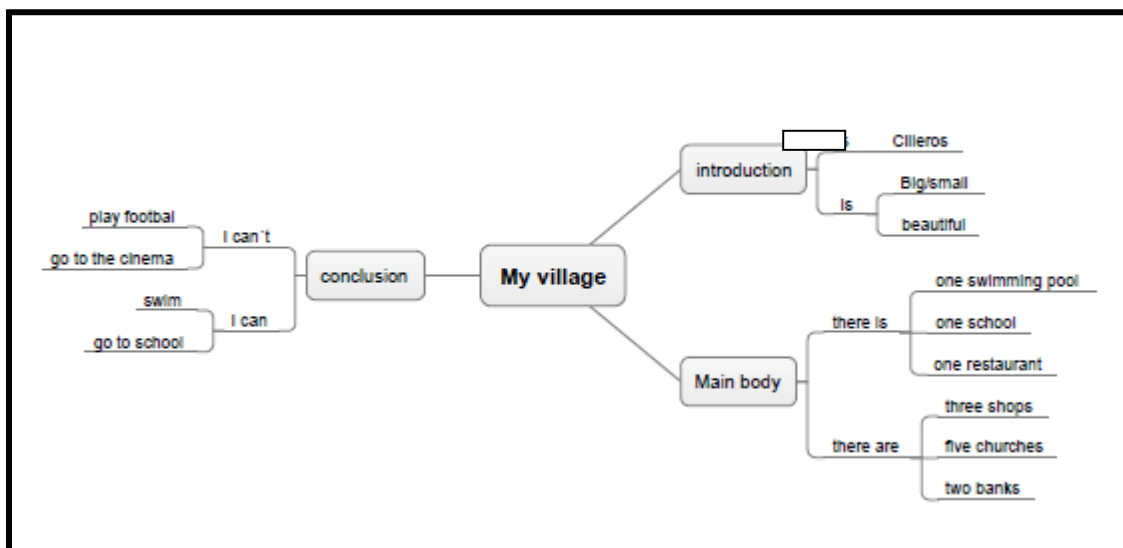 My village
introduction
Cilleros
is
Big/small
beautiful
Main body
there is
one swimming pool
one school
one restaurant
there are
three shops
five churches
two banks
conclusion
I can`t
play footbal
go to the cinema
I can
swim
go to school